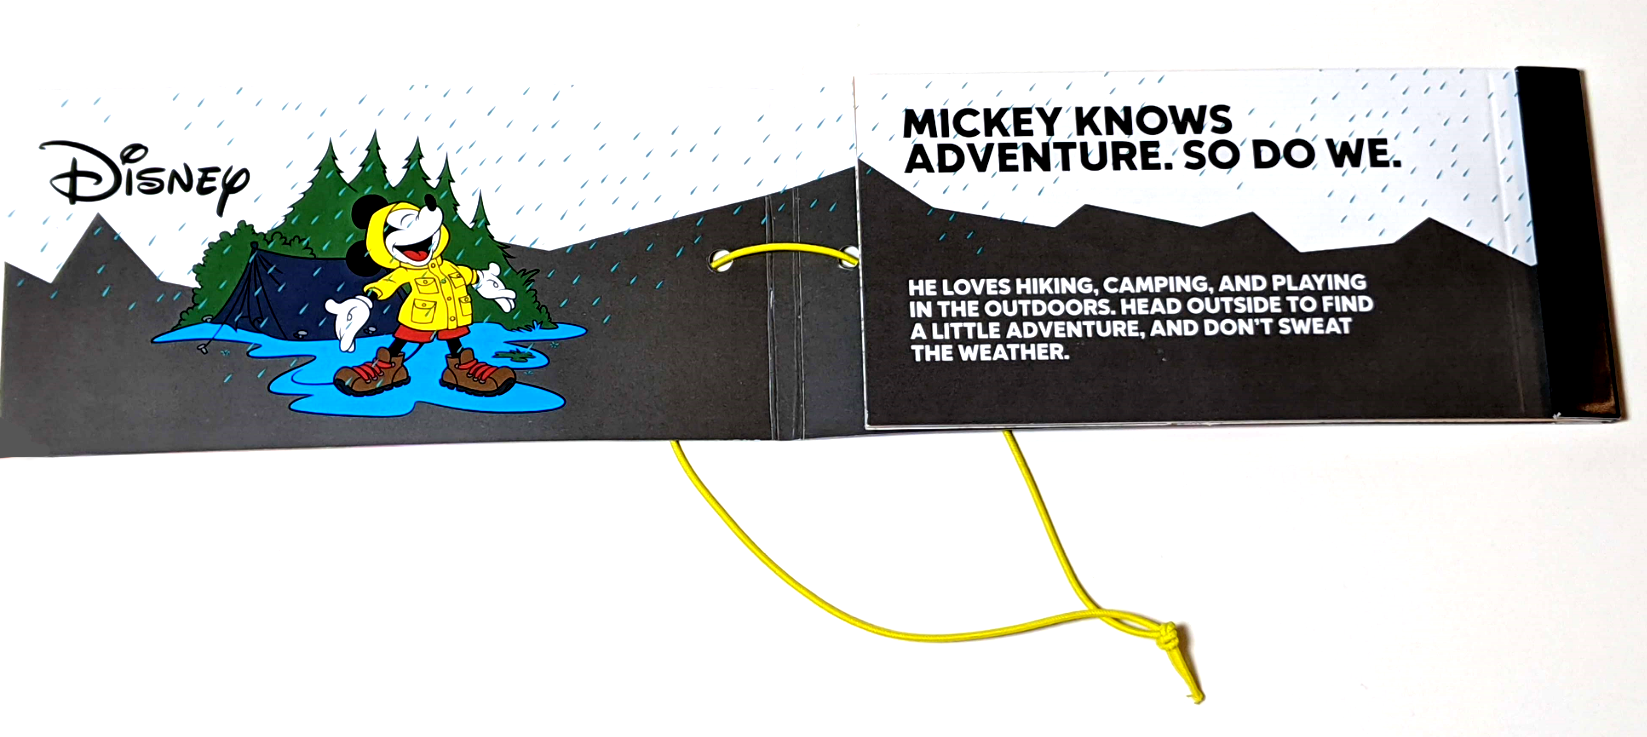 Disney
MICKEY KNOWS
ADVENTURE. SO DO WE.
HE LOVES HIKING, CAMPING, AND PLAYING
IN THE OUTDOORS. HEAD OUTSIDE TO FIND
A LITTLE ADVENTURE, AND DON'T SWEAT
THE WEATHER.